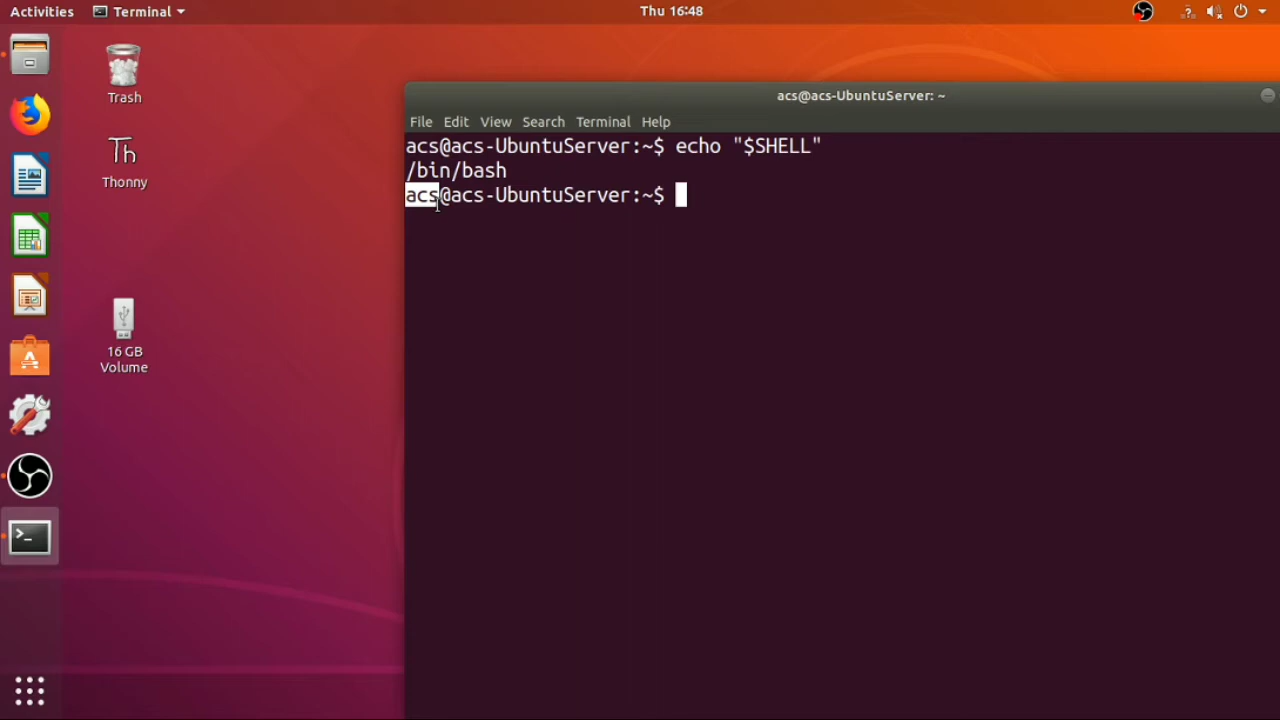 Activities Terminal Thu 16:48
Trash
Th
Thonny
16 GB
Volume
acs@acs-UbuntuServer: ~
File Edit View Search Terminal Help
acs@acs-UbuntuServer:~$ echo "$SHELL"
/bin/bash
acs@acs-UbuntuServer:~$